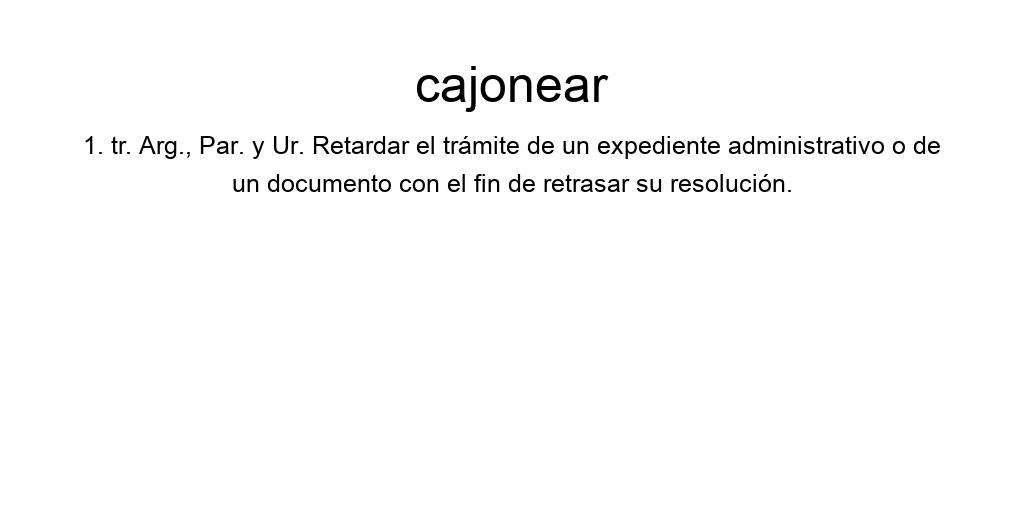 cajonear
1. tr. Arg., Par. y Ur. Retardar el trámite de un expediente administrativo o de
un documento con el fin de retrasar su resolución.